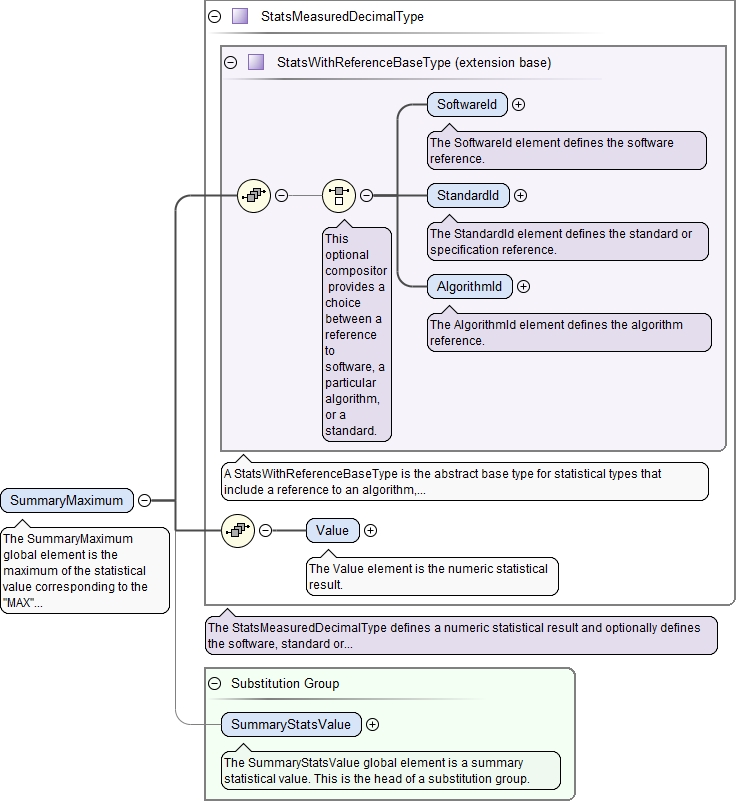 StatsMeasuredDecimalType
StatsWithReferenceBaseType (extension base)
SoftwareId
The SoftwareId element defines the software
reference.
StandardId
The StandardId element defines the standard or
specification reference.
This
optional
compositor
provides a
choice
between a
reference
to
software, a
particular
algorithm,
or a
standard.
AlgorithmId
The AlgorithmId element defines the algorithm
reference.
A StatsWithReferenceBaseType is the abstract base type for statistical types that
include a reference to an algorithm,...
SummaryMaximum
The SummaryMaximum
global element is the
maximum of the statistical
value corresponding to the
"MAX"...
Value
The Value element is the numeric statistical
result.
The StatsMeasuredDecimalType defines a numeric statistical result and optionally defines
the software, standard or...
Substitution Group
SummaryStatsValue
The SummaryStatsValue global element is a summary
statistical value. This is the head of a substitution group.